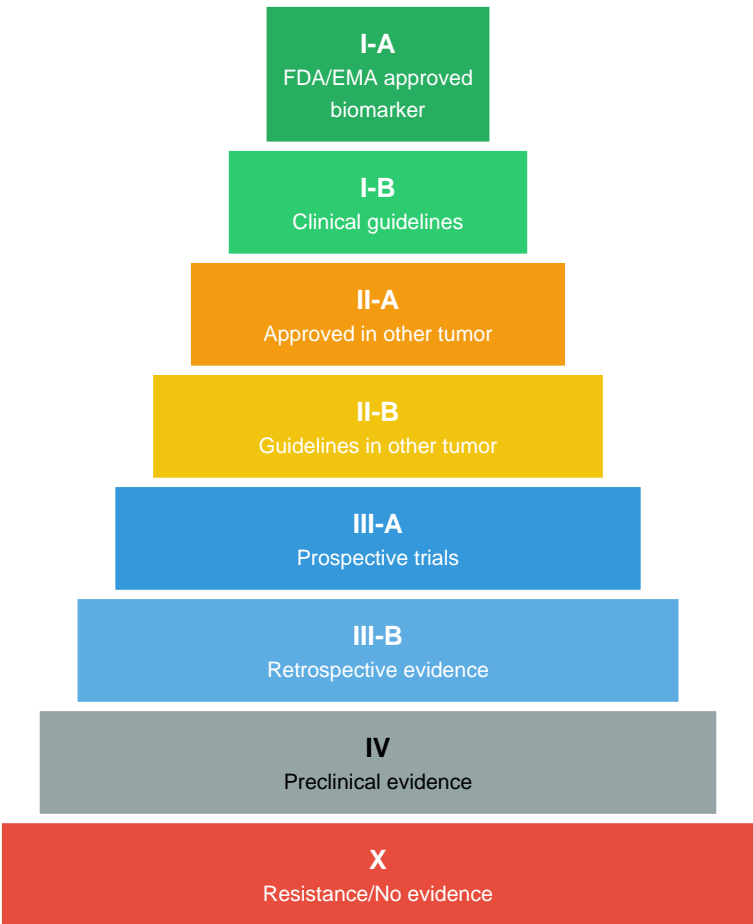 I-A
FDA/EMA approved
biomarker
I-B
Clinical guidelines
II-A
Approved in other tumor
II-B
Guidelines in other tumor
III-A
Prospective trials
III-B
Retrospective evidence
IV
Preclinical evidence
X
Resistance/No evidence